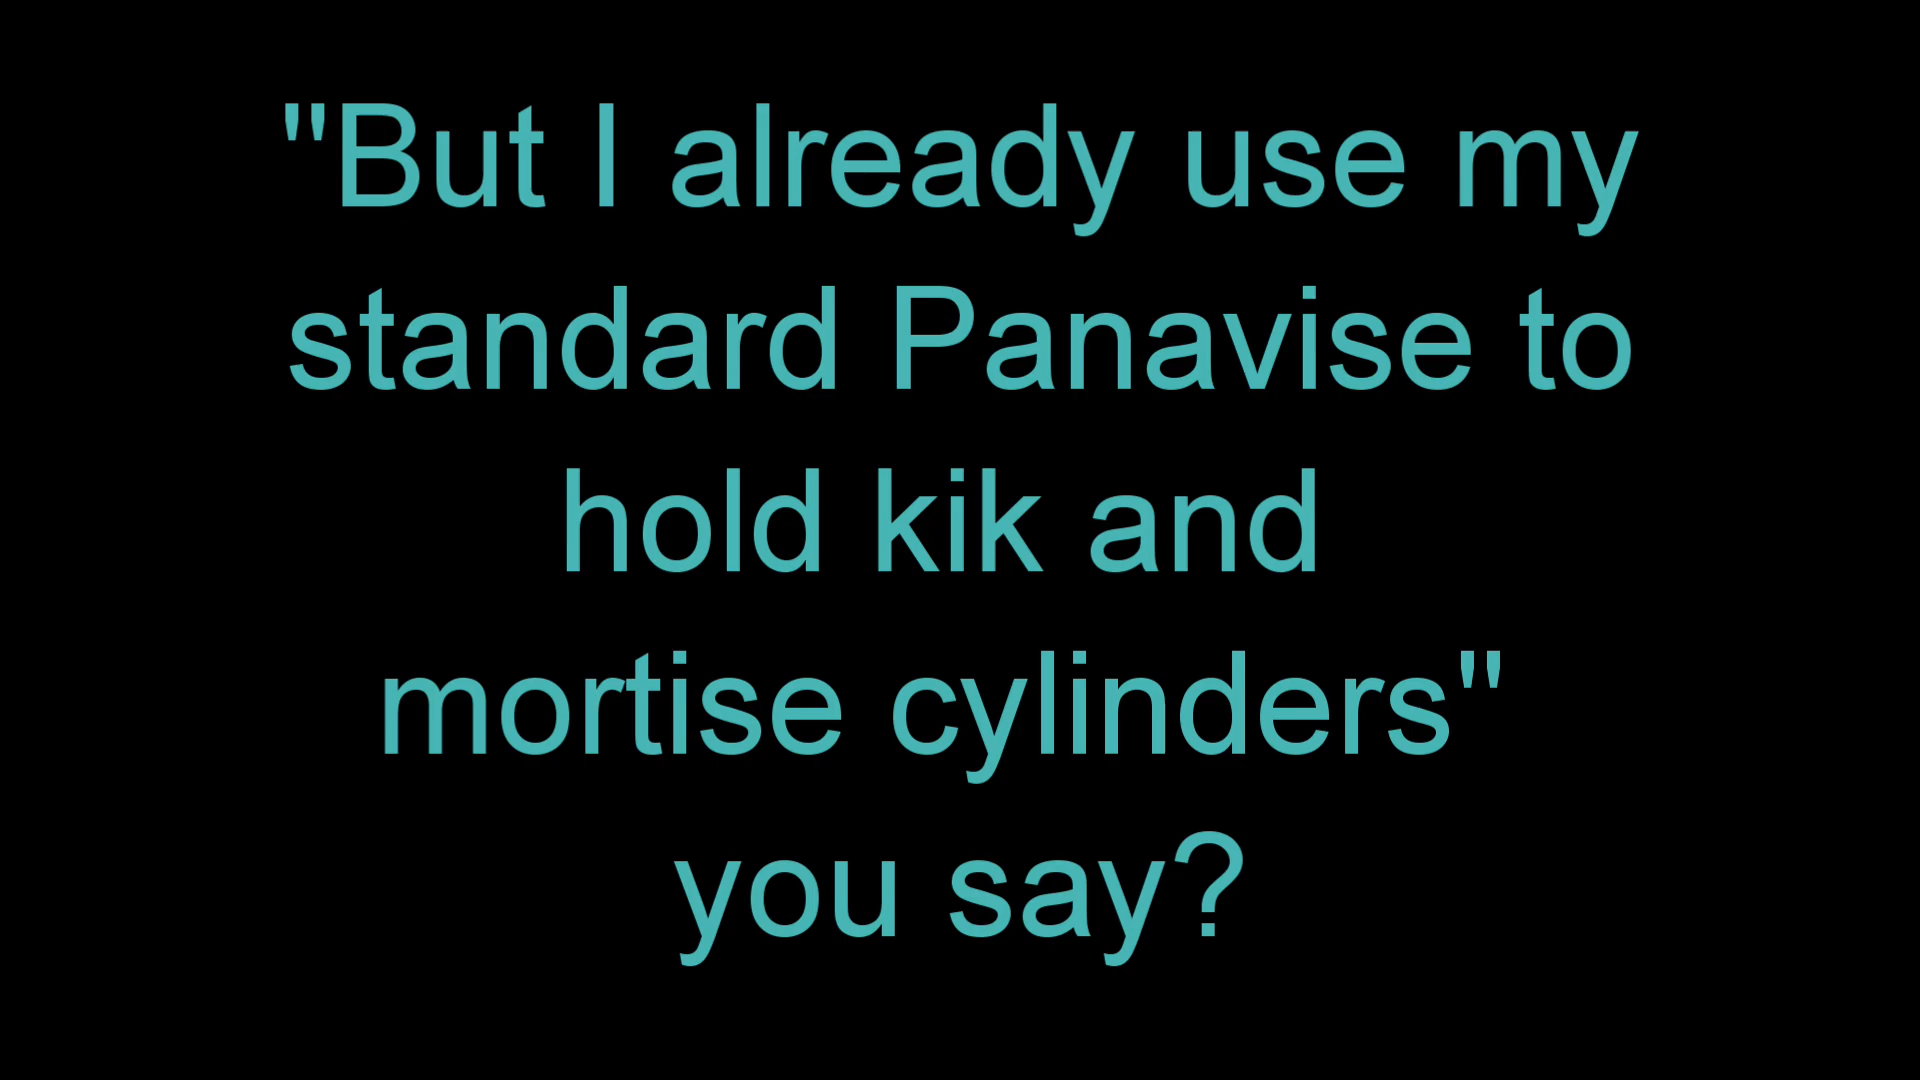 "But I already use my
standard Panavise to
hold kik and
mortise cylinders"
you say?